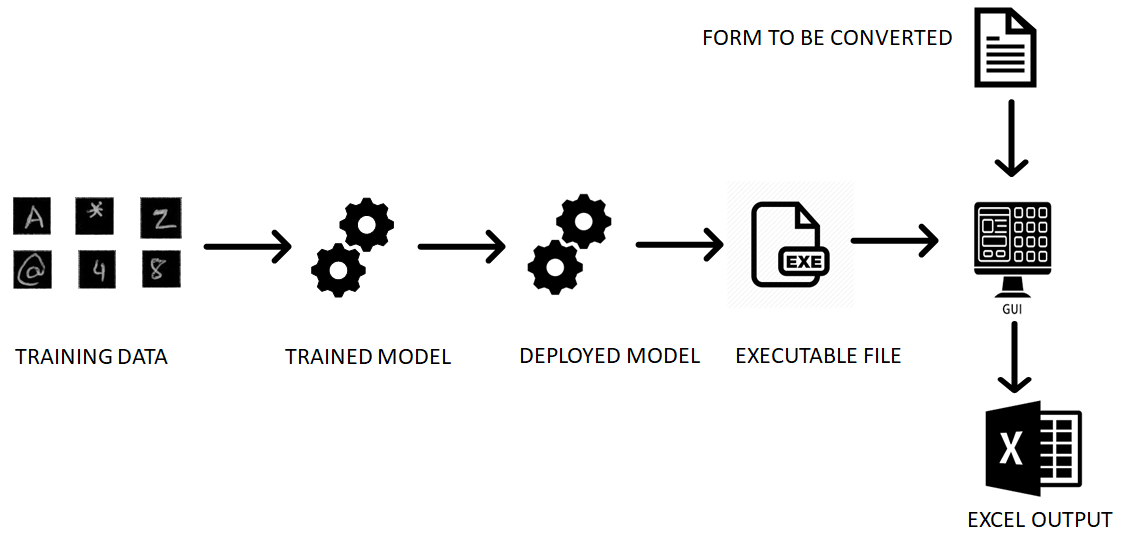 FORM TO BE CONVERTED
A * Z
@ 4 8
EXE
GUI
TRAINING DATA
TRAINED MODEL
DEPLOYED MODEL
EXECUTABLE FILE
X
EXCEL OUTPUT